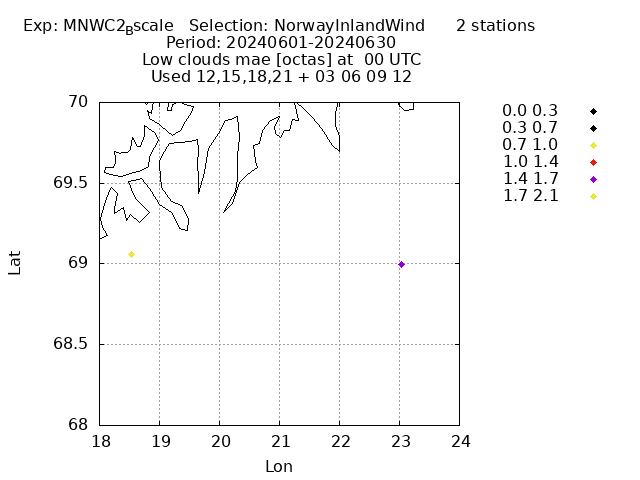 Exp: MNWC2Bscale Selection: NorwayInlandWind 2 stations
Period: 20240601-20240630
Low clouds mae [octas] at 00 UTC
Used 12,15,18,21 + 03 06 09 12
0.0 0.3
0.3 0.7
0.7 1.0
1.0 1.4
1.4 1.7
1.7 2.1
70
69.5
69
68.5
68
Lat
18 19 20 21 22 23 24
Lon